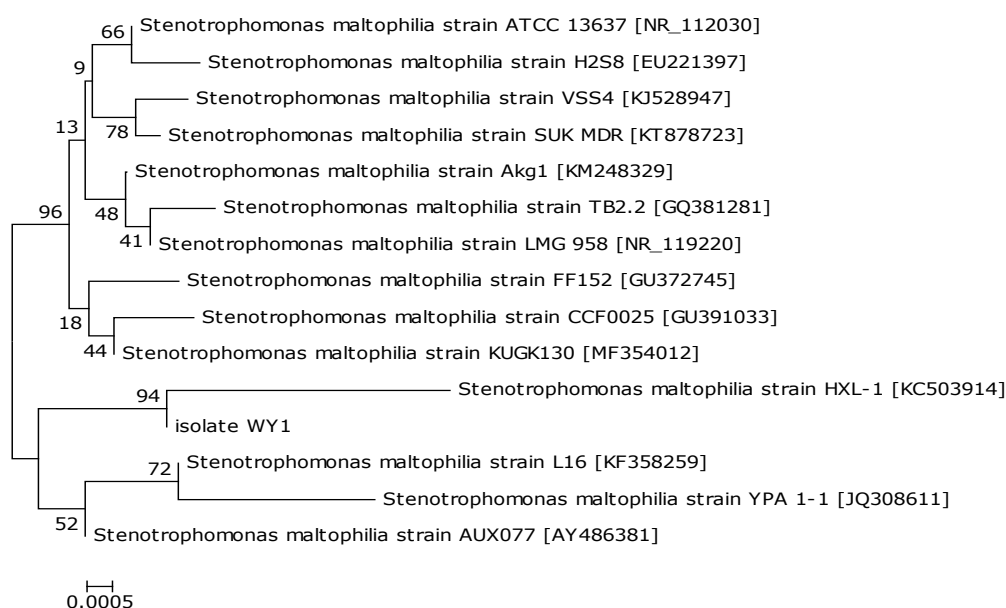 66
Stenotrophomonas maltophilia strain ATCC 13637 [NR_112030]
Stenotrophomonas maltophilia strain H2S8 [EU221397]
9
Stenotrophomonas maltophilia strain VSS4 [KJ528947]
13
78
Stenotrophomonas maltophilia strain SUK MDR [KT878723]
Stenotrophomonas maltophilia strain Akg1 [KM248329]
96
48
Stenotrophomonas maltophilia strain TB2.2 [GQ381281]
41
Stenotrophomonas maltophilia strain LMG 958 [NR_119220]
Stenotrophomonas maltophilia strain FF152 [GU372745]
18
Stenotrophomonas maltophilia strain CCF0025 [GU391033]
44
Stenotrophomonas maltophilia strain KUGK130 [MF354012]
94
Stenotrophomonas maltophilia strain HXL-1 [KC503914]
isolate WY1
72
Stenotrophomonas maltophilia strain L16 [KF358259]
Stenotrophomonas maltophilia strain YPA 1-1 [JQ308611]
52
Stenotrophomonas maltophilia strain AUX077 [AY486381]
0.0005